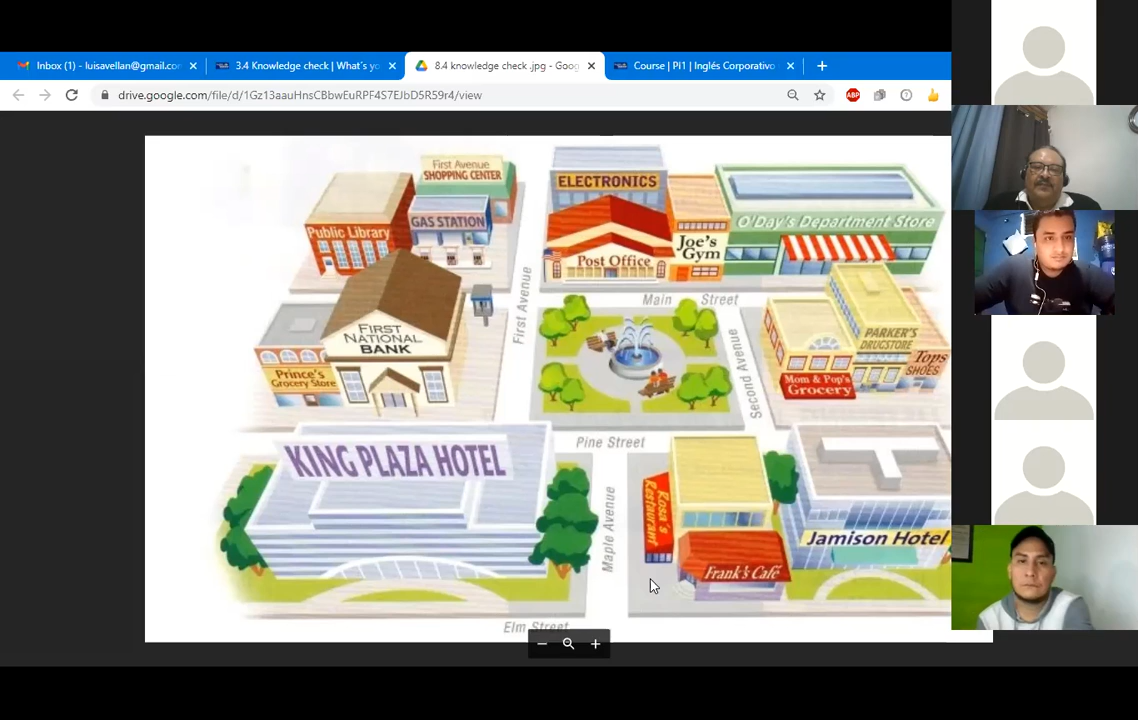 Inbox (1) - luisavellan@gmail.co
3.4 Knowledge check | What's yo
8.4 knowledge check .jpg - Goog
Course | PI1 | Inglés Corporativo
drive.google.com/file/d/1Gz13aauHnsCBbwEuRPF4S7EJbD5R59r4/view
ABP
First Avenue
SHOPPING CENTER
GAS STATION
Public Library
ELECTRONICS
Post Office
Joe's
Gym
O'Day's Department Store
Main Street
First Avenue
Second Avenue
FIRST
NATIONAL
BANK
Prince's
Grocery Store
PARKER'S
DRUGSTORE
Tops
SHOES
Mom & Pop's
Grocery
Pine Street
KING PLAZA HOTEL
Maple Avenue
Rosa's
Restaurant
Frank's Café
Jamison Hotel
Elm Street